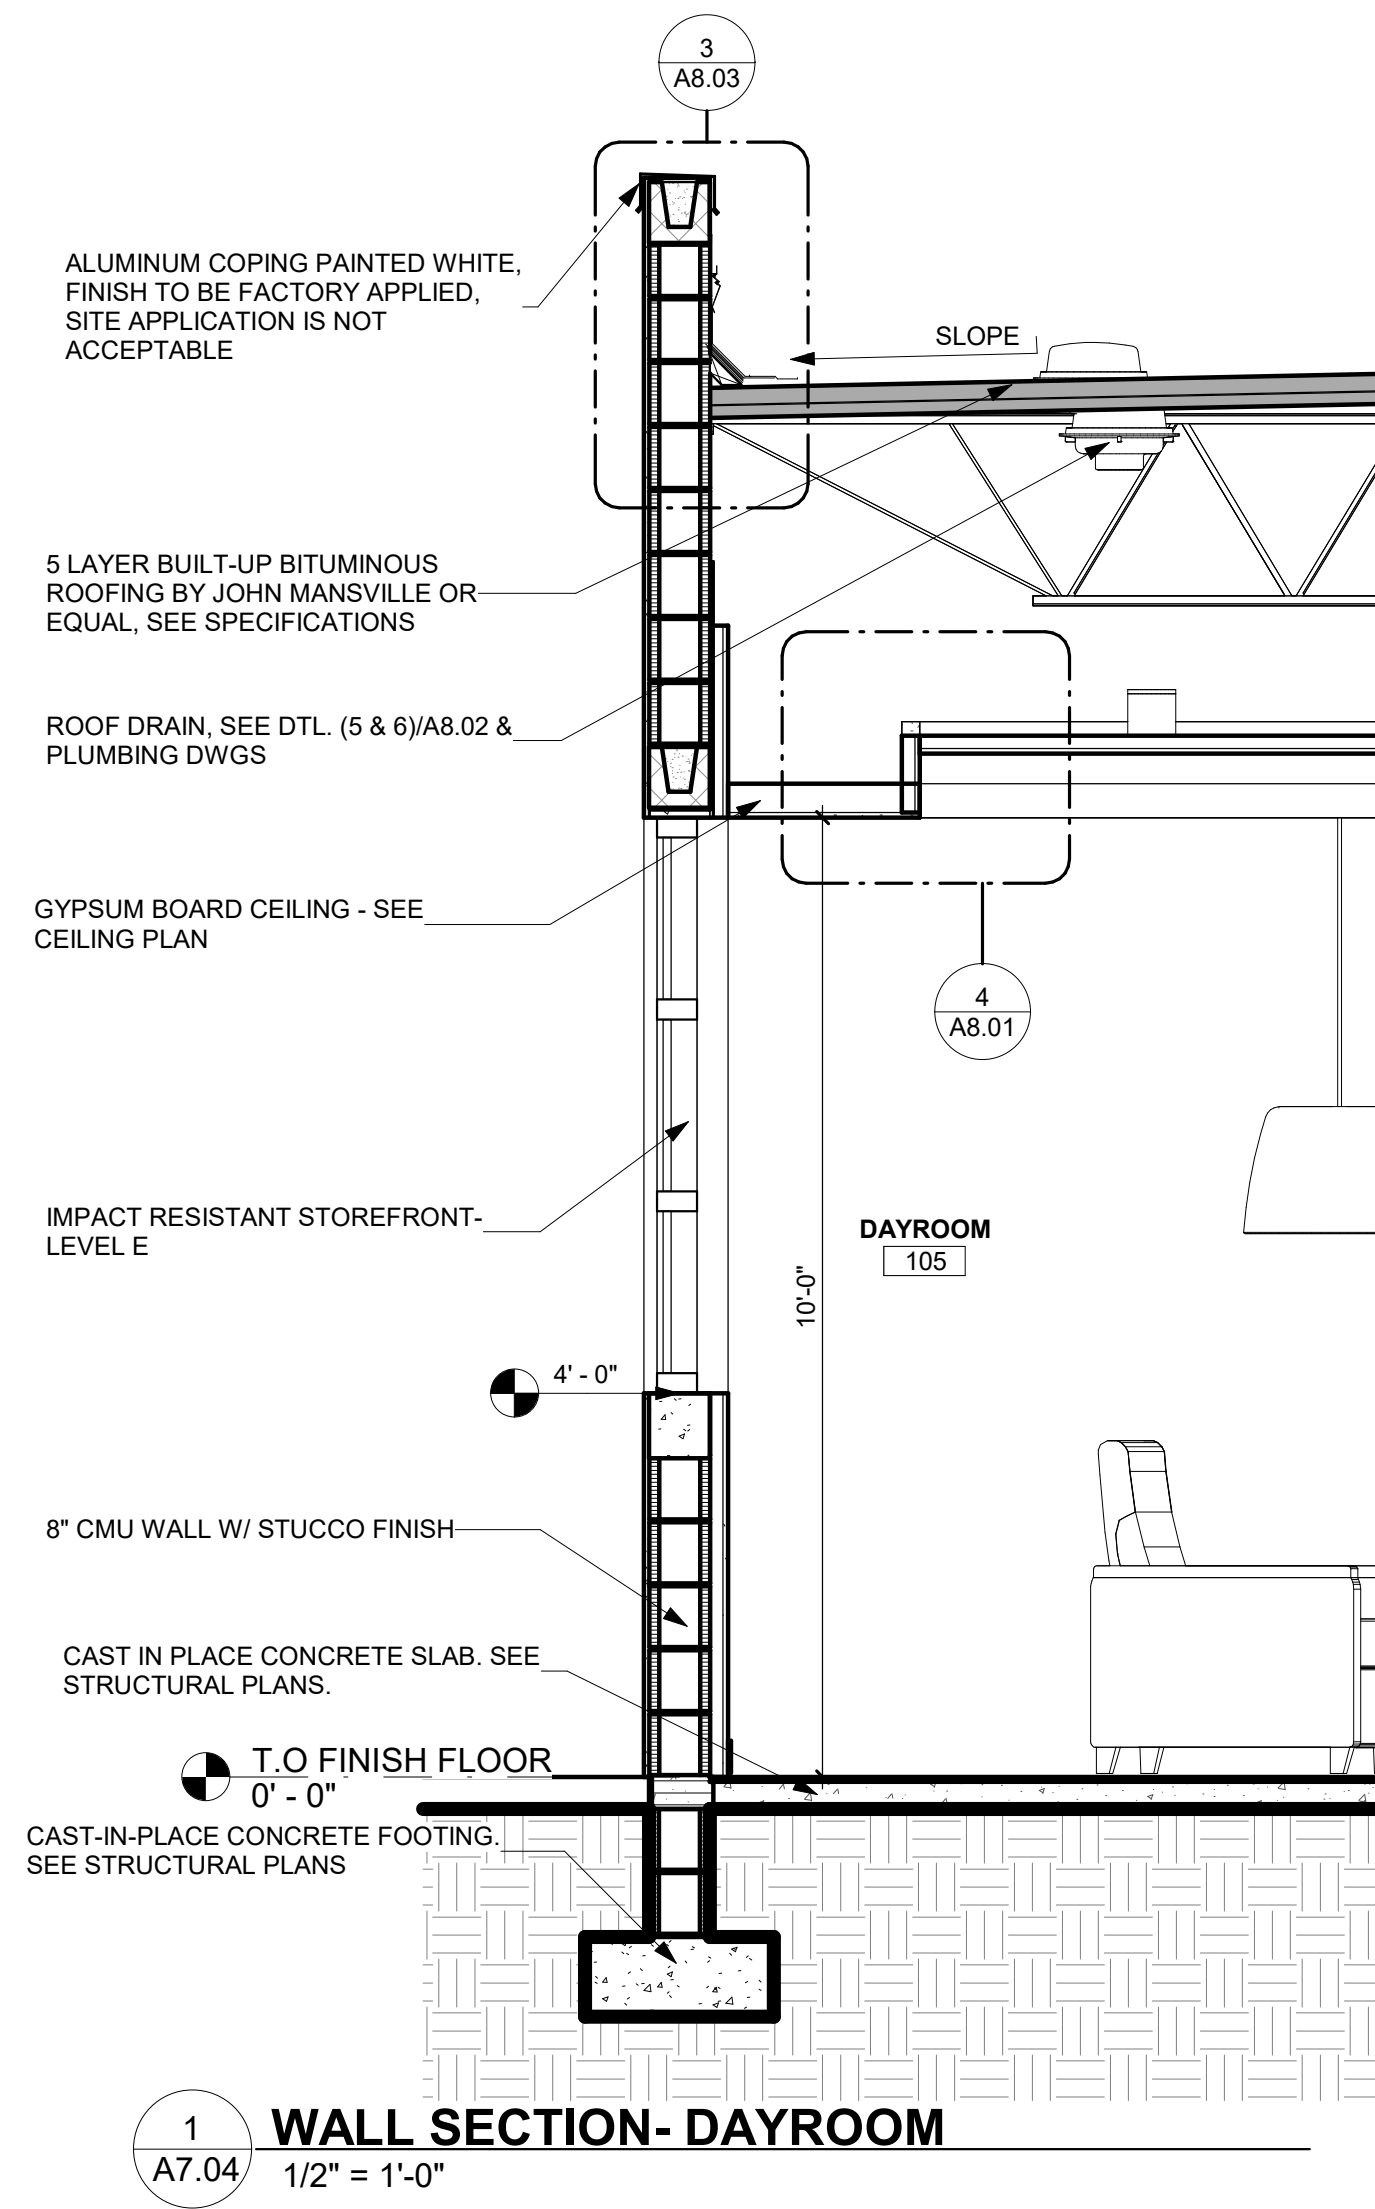 3
A8.03
ALUMINUM COPING PAINTED WHITE,
FINISH TO BE FACTORY APPLIED,
SITE APPLICATION IS NOT
ACCEPTABLE
SLOPE
5 LAYER BUILT-UP BITUMINOUS
ROOFING BY JOHN MANSVILLE OR
EQUAL, SEE SPECIFICATIONS
ROOF DRAIN, SEE DTL. (5 & 6)/A8.02 &
PLUMBING DWGS
GYPSUM BOARD CEILING - SEE
CEILING PLAN
4
A8.01
IMPACT RESISTANT STOREFRONT-
LEVEL E
DAYROOM
105
10'-0"
4' - 0"
8" CMU WALL W/ STUCCO FINISH
CAST IN PLACE CONCRETE SLAB. SEE
STRUCTURAL PLANS.
T.O FINISH FLOOR
0' - 0"
CAST-IN-PLACE CONCRETE FOOTING.
SEE STRUCTURAL PLANS
1
A7.04
WALL SECTION- DAYROOM
1/2" = 1'-0"